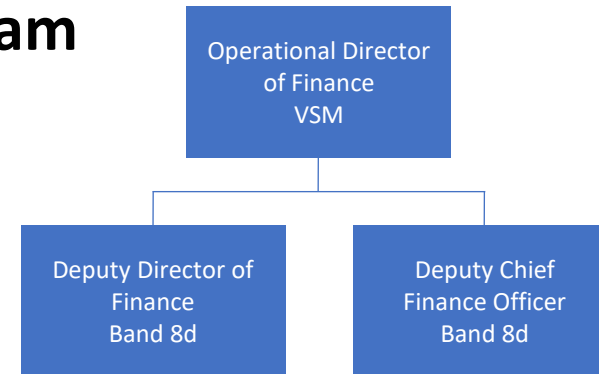 am
Operational Director
of Finance
VSM
Deputy Director of
Finance
Band 8d
Deputy Chief
Finance Officer
Band 8d